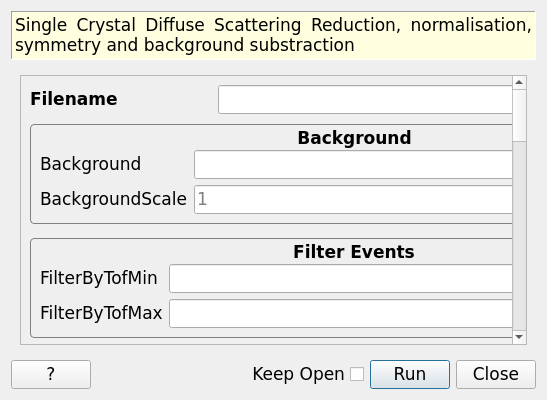 Single Crystal Diffuse Scattering Reduction, normalisation,
symmetry and background substraction
Filename
Background
Background
BackgroundScale 1
Filter Events
FilterByTofMin
FilterByTofMax
? Keep Open Run Close